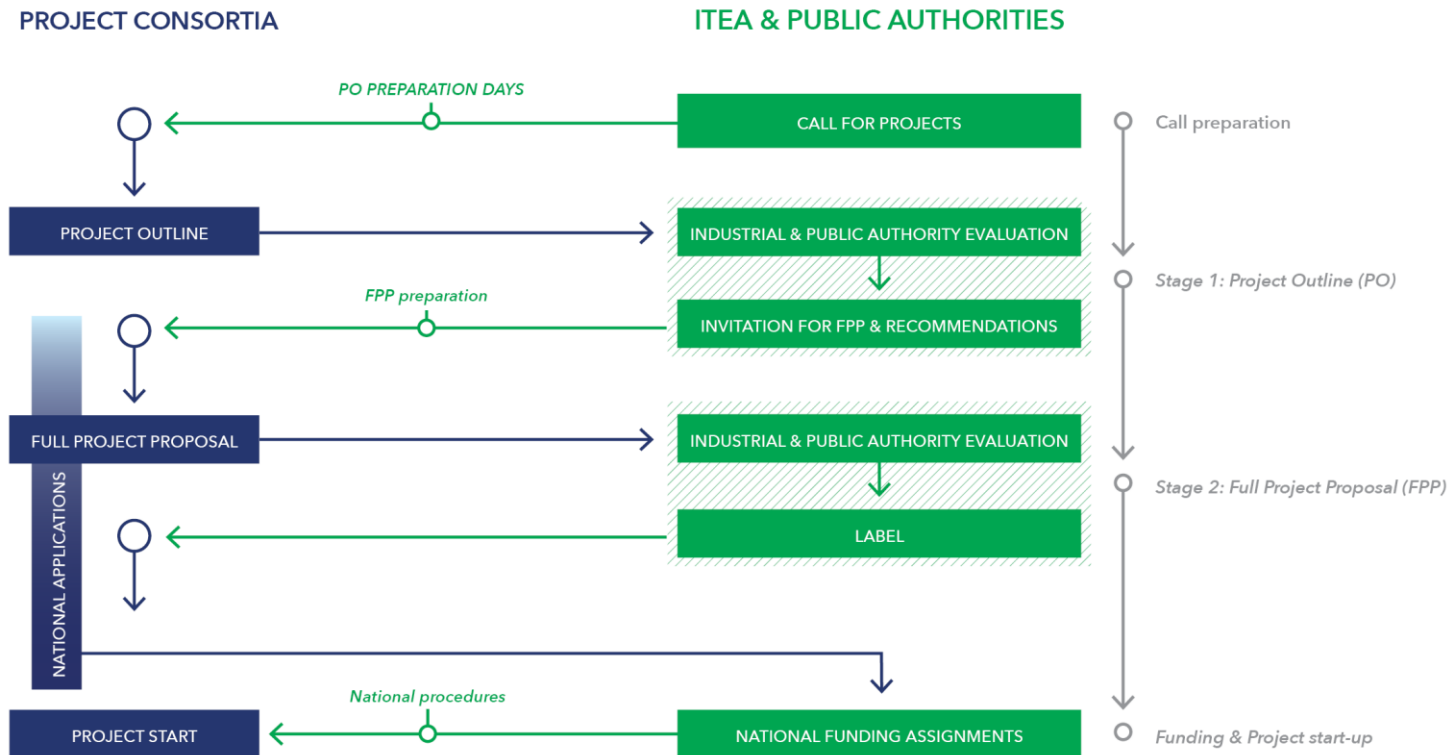 PROJECT CONSORTIA
ITEA & PUBLIC AUTHORITIES
PO PREPARATION DAYS
CALL FOR PROJECTS
Call preparation
PROJECT OUTLINE
INDUSTRIAL & PUBLIC AUTHORITY EVALUATION
Stage 1: Project Outline (PO)
FPP preparation
INVITATION FOR FPP & RECOMMENDATIONS
FULL PROJECT PROPOSAL
INDUSTRIAL & PUBLIC AUTHORITY EVALUATION
Stage 2: Full Project Proposal (FPP)
LABEL
NATIONAL APPLICATIONS
National procedures
PROJECT START
NATIONAL FUNDING ASSIGNMENTS
Funding & Project start-up